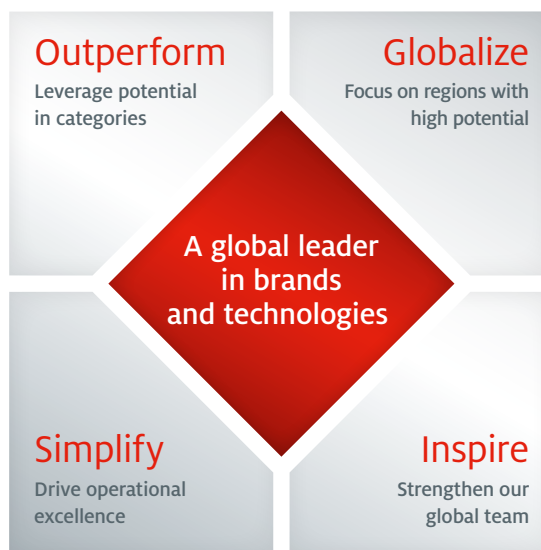 Outperform
Leverage potential
in categories
Globalize
Focus on regions with
high potential
A global leader
in brands
and technologies
Simplify
Drive operational
excellence
Inspire
Strengthen our
global team